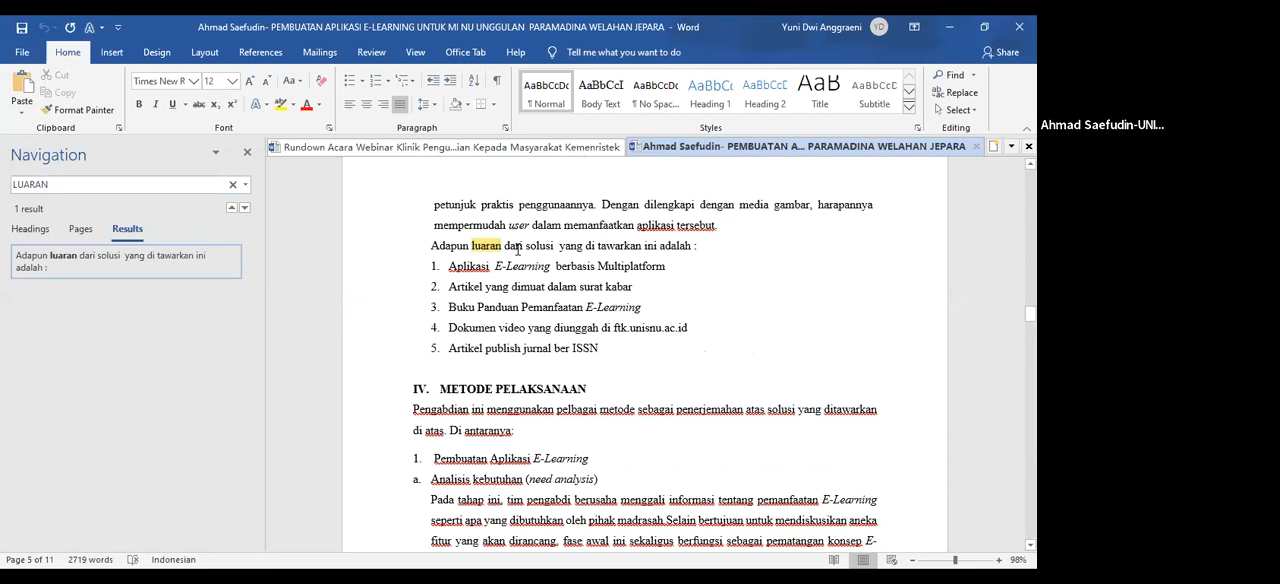 Ahmad Saefudin- PEMBUATAN APLIKASI E-LEARNING UNTUK MI NU UNGGULAN PARAMADINA WELAHAN JEPARA - Word
Yuni Dwi Anggraeni
YD
File Home Insert Design Layout References Mailings Review View Office Tab Help Tell me what you want to do
Share
Paste
Cut
Copy
Format Painter
Clipboard
Times New R 12
Font
Paragraph
AaBbCcDc AaBbCcI AaBbCcDc AaBbCc AaBbCcD AaB AaBbCcD
¶ Normal Body Text ¶ No Spac... Heading 1 Heading 2 Title Subtitle
Styles
Find
Replace
Select
Editing
Ahmad Saefudin-UNI...
Navigation
LUARAN
1 result
Headings Pages Results
Adapun luaran dari solusi yang di tawarkan ini
adalah :
Rundown Acara Webinar Klinik Pengu...ian Kepada Masyarakat Kemenristek
Ahmad Saefudin- PEMBUATAN A... PARAMADINA WELAHAN JEPARA
petunjuk praktis penggunaannya. Dengan dilengkapi dengan media gambar, harapannya
mempermudah user dalam memanfaatkan aplikasi tersebut.
Adapun luaran dari solusi yang di tawarkan ini adalah :
1. Aplikasi E-Learning berbasis Multiplatform
2. Artikel yang dimuat dalam surat kabar
3. Buku Panduan Pemanfaatan E-Learning
4. Dokumen video yang diunggah di ftk.unisnu.ac.id
5. Artikel publish jurnal ber ISSN
IV. METODE PELAKSANAAN
Pengabdian ini menggunakan pelbagai metode sebagai penerjemahan atas solusi yang ditawarkan
di atas. Di antaranya:
1. Pembuatan Aplikasi E-Learning
a. Analisis kebutuhan (need analysis)
Pada tahap ini, tim pengabdi berusaha menggali informasi tentang pemanfaatan E-Learning
seperti apa yang dibutuhkan oleh pihak madrasah.Selain bertujuan untuk mendiskusikan aneka
fitur yang akan dirancang, fase awal ini sekaligus berfungsi sebagai pematangan konsep E-
Page 5 of 11 2719 words Indonesian
98%